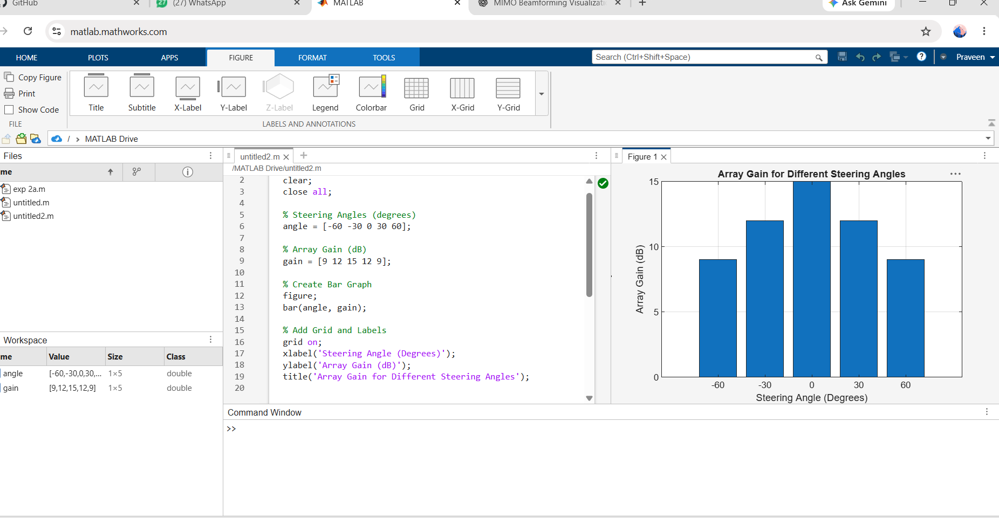 GitHub
27 (27) WhatsApp
MATLAB
MIMO Beamforming Visualizati
Ask Gemini
matlab.mathworks.com
HOME PLOTS APPS FIGURE FORMAT TOOLS
Search (Ctrl+Shift+Space)
? Praveen
Copy Figure
Print
Show Code
FILE
Title Subtitle X-Label Y-Label Z-Label Legend Colorbar Grid X-Grid Y-Grid
LABELS AND ANNOTATIONS
/ > MATLAB Drive
Files
me
exp 2a.m
untitled.m
untitled2.m
Workspace
me Value Size Class
angle [-60,-30,0,30,... 1×5 double
gain [9,12,15,12,9] 1×5 double
untitled2.m
/MATLAB Drive/untitled2.m
2 clear;
3 close all;
4
5 % Steering Angles (degrees)
6 angle = [-60 -30 0 30 60];
7
8 % Array Gain (dB)
9 gain = [9 12 15 12 9];
10
11 % Create Bar Graph
12 figure;
13 bar(angle, gain);
14
15 % Add Grid and Labels
16 grid on;
17 xlabel('Steering Angle (Degrees)');
18 ylabel('Array Gain (dB)');
19 title('Array Gain for Different Steering Angles');
20
Figure 1
Array Gain for Different Steering Angles
Array Gain (dB)
15
10
5
0
-60 -30 0 30 60
Steering Angle (Degrees)
Command Window
>>